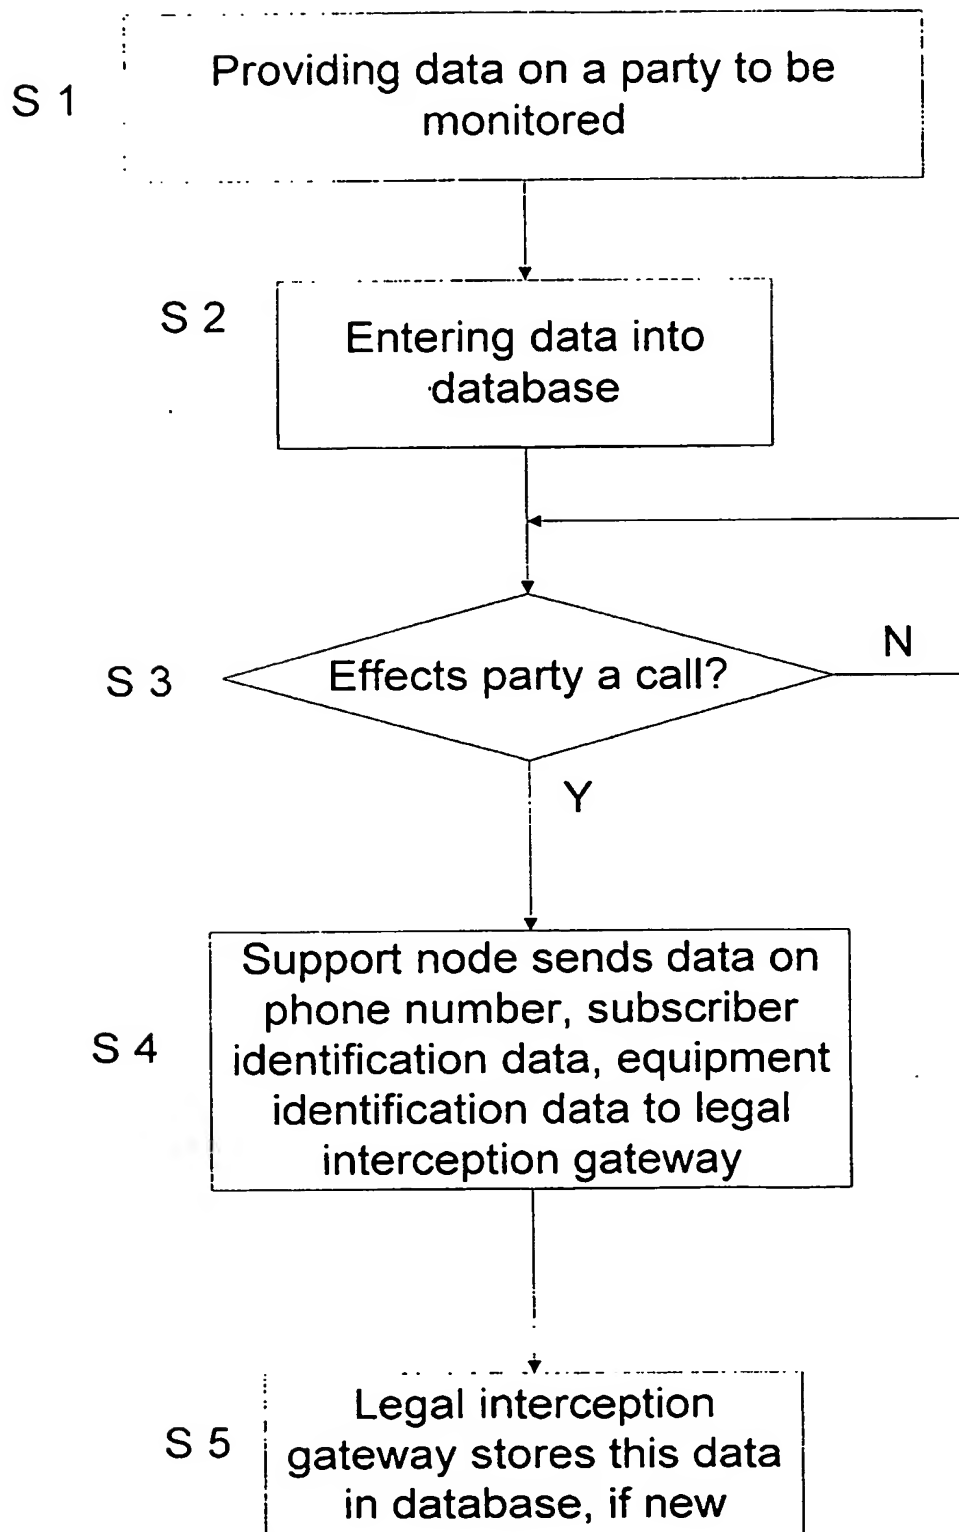 S 1
Providing data on a party to be
monitored
S 2
Entering data into
database
S 3
Effects party a call?
N
Y
S 4
Support node sends data on
phone number, subscriber
identification data, equipment
identification data to legal
interception gateway
S 5
Legal interception
gateway stores this data
in database, if new